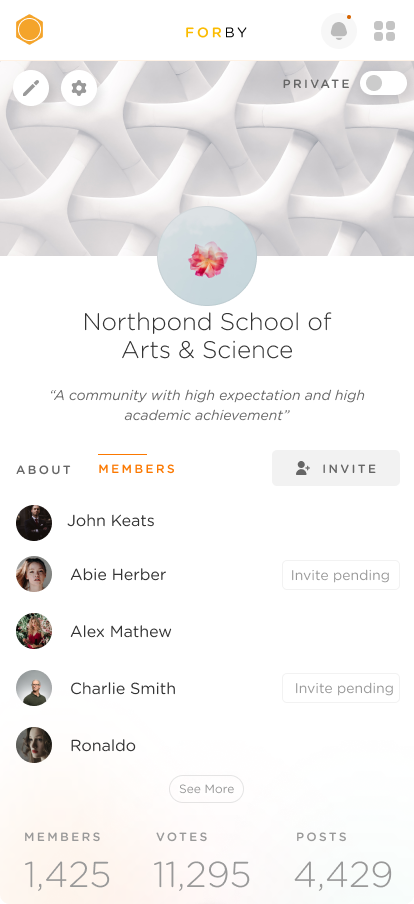 FORBY
PRIVATE
Northpond School of
Arts & Science
“A community with high expectation and high
academic achievement”
ABOUT
MEMBERS
INVITE
John Keats
Abie Herber
Invite pending
Alex Mathew
Charlie Smith
Invite pending
Ronaldo
See More
MEMBERS
VOTES
POSTS
1,425
11,295
4,429